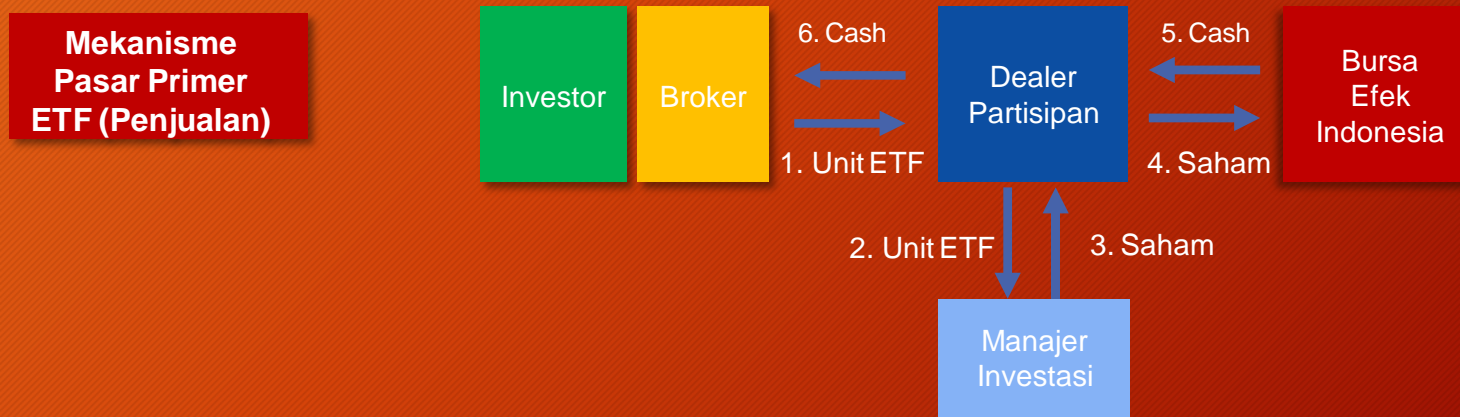 Mekanisme
Pasar Primer
ETF (Penjualan)
Investor
Broker
6. Cash
1. Unit ETF
Dealer
Partisipan
5. Cash
4. Saham
Bursa
Efek
Indonesia
2. Unit ETF
3. Saham
Manajer
Investasi